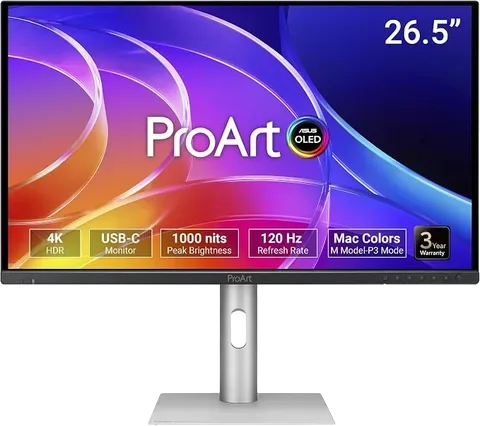 26.5”
ProArt ASUS OLED
4K
HDR
USB-C
Monitor
1000 nits
Peak Brightness
120 Hz
Refresh Rate
Mac Colors
M Model-P3 Mode
3 Year
Warranty
ProArt